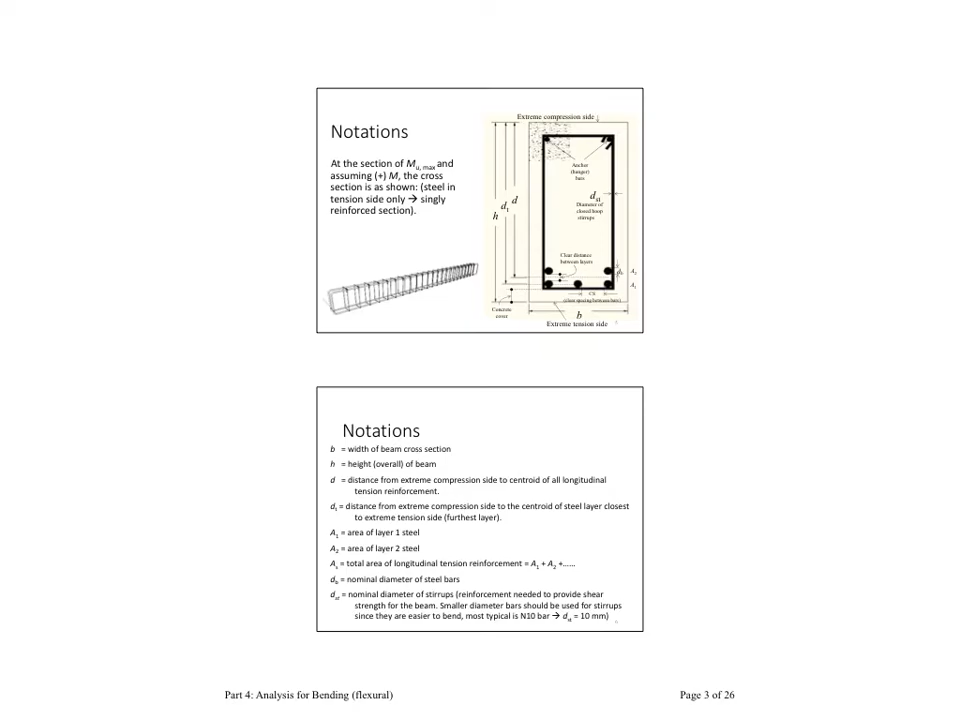 Notations
At the section of Mu, max and
assuming (+) M, the cross
section is as shown: (steel in
tension side only → singly
reinforced section).
Extreme compression side
Anchor
(hanger)
bars
dst
Diameter of
closed hoop
stirrups
d
dt
h
Clear distance
between layers
db
A2
A1
(clear spacing between bars)
Concrete
cover
b
Extreme tension side
Notations
b = width of beam cross section
h = height (overall) of beam
d = distance from extreme compression side to centroid of all longitudinal
tension reinforcement.
dt = distance from extreme compression side to the centroid of steel layer closest
to extreme tension side (furthest layer).
A1 = area of layer 1 steel
A2 = area of layer 2 steel
As = total area of longitudinal tension reinforcement = A1 + A2 +……
db = nominal diameter of steel bars
dst = nominal diameter of stirrups (reinforcement needed to provide shear
strength for the beam. Smaller diameter bars should be used for stirrups
since they are easier to bend, most typical is N10 bar → dst = 10 mm)
Part 4: Analysis for Bending (flexural)
Page 3 of 26